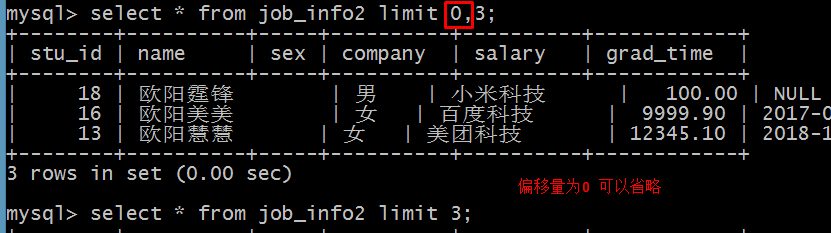 mysql> select * from job_info2 limit 0,3;
+--------+----------+-----+----------+----------+------------+
| stu_id | name | sex | company | salary | grad_time |
+--------+----------+-----+----------+----------+------------+
| 18 | 欧阳霆锋 | 男 | 小米科技 | 100.00 | NULL
| 16 | 欧阳美美 | 女 | 百度科技 | 9999.90 | 2017-0
| 13 | 欧阳慧慧 | 女 | 美团科技 | 12345.10 | 2018-1
+--------+----------+-----+----------+----------+------------+
3 rows in set (0.00 sec)
偏移量为0 可以省略
mysql> select * from job_info2 limit 3;